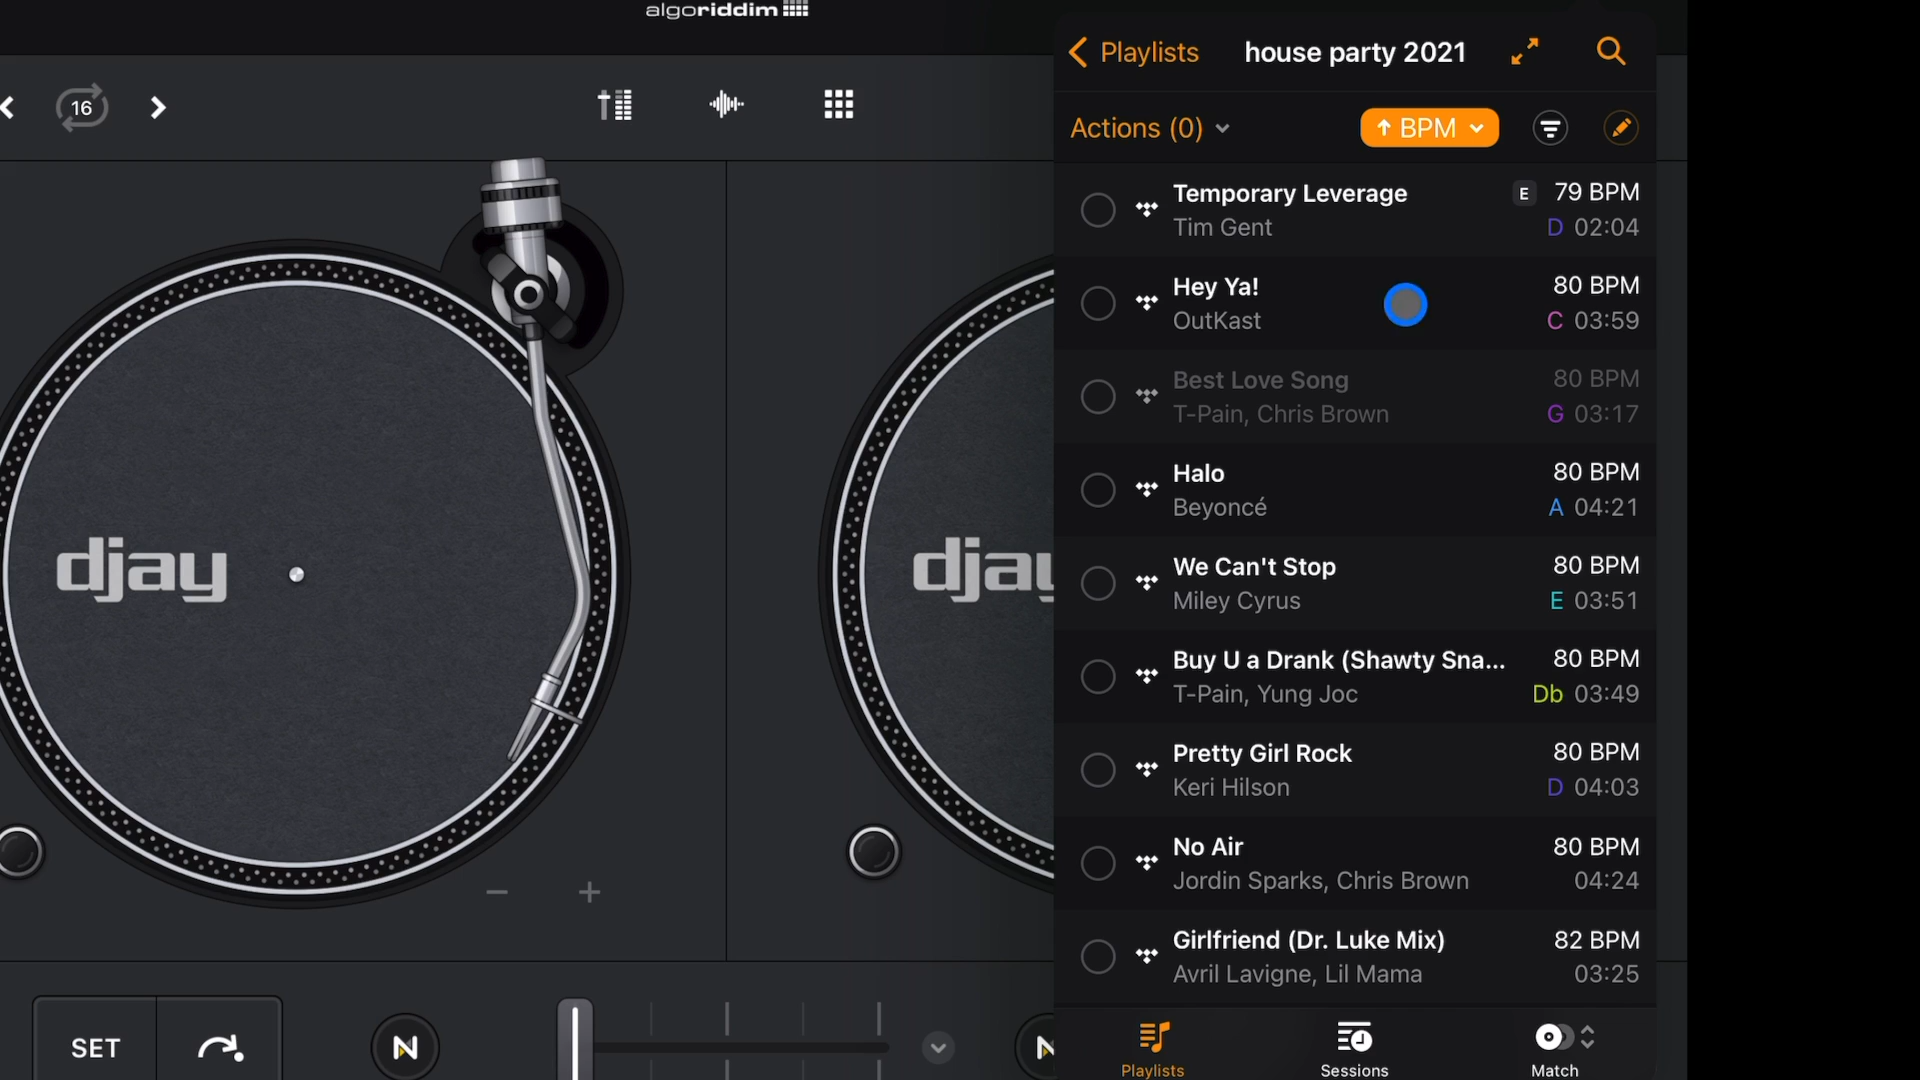 algoriddim
Playlists
house party 2021
16
Actions (0)
BPM
Temporary Leverage
E
79 BPM
Tim Gent
D 02:04
Hey Ya!
80 BPM
OutKast
C 03:59
Best Love Song
80 BPM
T-Pain, Chris Brown
G 03:17
Halo
80 BPM
Beyoncé
A 04:21
We Can't Stop
80 BPM
Miley Cyrus
E 03:51
Buy U a Drank (Shawty Sna...
80 BPM
T-Pain, Yung Joc
Db 03:49
Pretty Girl Rock
80 BPM
Keri Hilson
D 04:03
No Air
80 BPM
Jordin Sparks, Chris Brown
04:24
Girlfriend (Dr. Luke Mix)
82 BPM
Avril Lavigne, Lil Mama
03:25
djay
djay
SET
N
N
Playlists
Sessions
Match